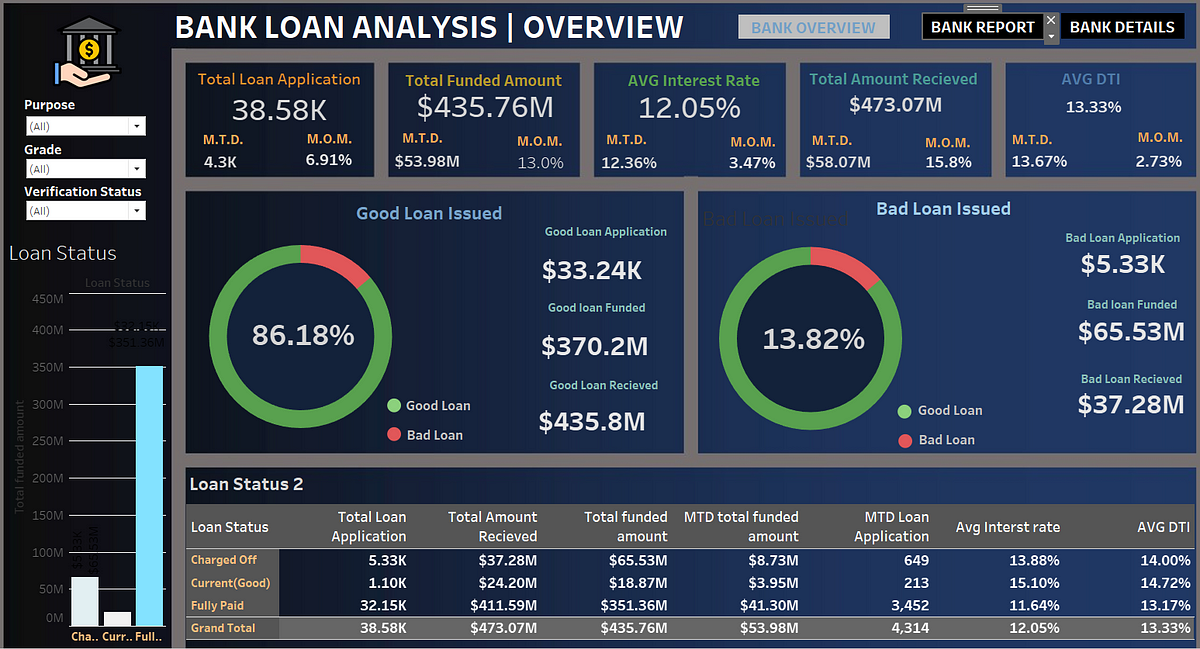 BANK LOAN ANALYSIS | OVERVIEW
BANK OVERVIEW
BANK REPORT
BANK DETAILS
$
Purpose
(All)
Grade
(All)
Verification Status
(All)
Total Loan Application
38.58K
M.T.D. M.O.M.
4.3K 6.91%
Total Funded Amount
$435.76M
M.T.D. M.O.M.
$53.98M 13.0%
AVG Interest Rate
12.05%
M.T.D. M.O.M.
12.36% 3.47%
Total Amount Recieved
$473.07M
M.T.D. M.O.M.
$58.07M 15.8%
AVG DTI
13.33%
M.T.D. M.O.M.
13.67% 2.73%
Loan Status
Loan Status
450M
400M
350M
300M
250M
200M
150M
100M
50M
0M
Total funded amount
$351.36M
Cha.. Curr.. Full..
Good Loan Issued
86.18%
Good Loan
Bad Loan
Good Loan Application
$33.24K
Good loan Funded
$370.2M
Good Loan Recieved
$435.8M
Bad Loan Issued
Bad Loan Issued
13.82%
Good Loan
Bad Loan
Bad Loan Application
$5.33K
Bad loan Funded
$65.53M
Bad Loan Recieved
$37.28M
Loan Status 2
Loan Status Total Loan Application Total Amount Recieved Total funded amount MTD total funded amount MTD Loan Application Avg Interst rate AVG DTI
Charged Off 5.33K $37.28M $65.53M $8.73M 649 13.88% 14.00%
Current(Good) 1.10K $24.20M $18.87M $3.95M 213 15.10% 14.72%
Fully Paid 32.15K $411.59M $351.36M $41.30M 3,452 11.64% 13.17%
Grand Total 38.58K $473.07M $435.76M $53.98M 4,314 12.05% 13.33%